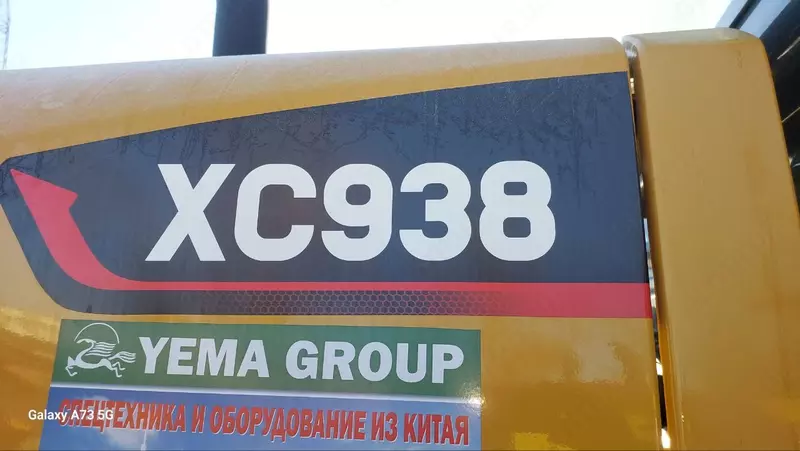 XC938
YEMA GROUP
Galaxy A73 5G
СПЕЦТЕХНИКА И ОБОРУДОВАНИЕ ИЗ КИТАЯ